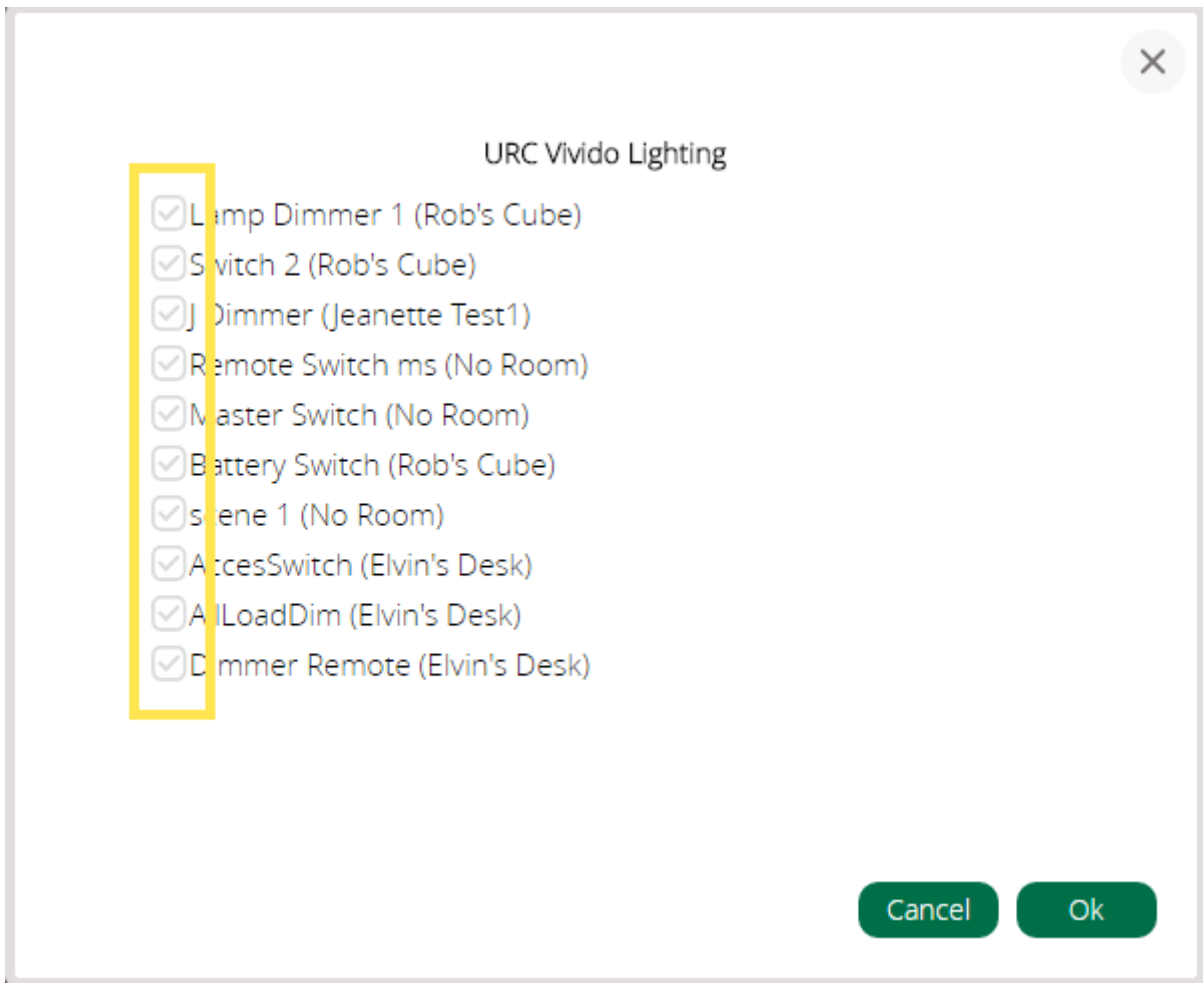 URC Vivido Lighting
Lamp Dimmer 1 (Rob's Cube)
Switch 2 (Rob's Cube)
J Dimmer (Jeanette Test1)
Remote Switch ms (No Room)
Master Switch (No Room)
Battery Switch (Rob's Cube)
scene 1 (No Room)
AccesSwitch (Elvin's Desk)
AllLoadDim (Elvin's Desk)
Dimmer Remote (Elvin's Desk)
Cancel Ok